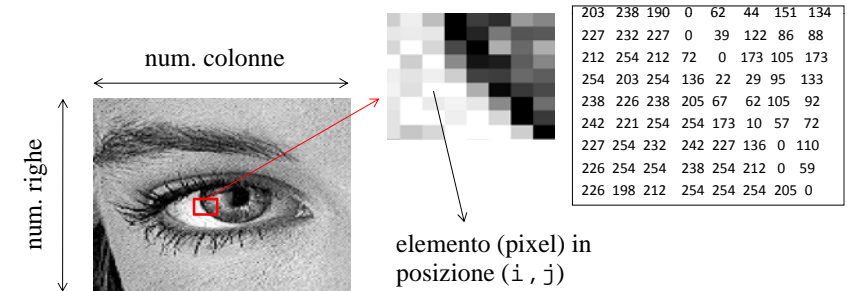 num. colonne
num. righe
elemento (pixel) in
posizione (i,j)
203 238 190 0 62 44 151 134
227 232 227 0 39 122 86 88
212 254 212 72 0 173 105 173
254 203 254 136 22 29 95 133
238 226 238 205 67 62 105 92
242 221 254 254 173 10 57 72
227 254 232 242 227 136 0 110
226 254 254 238 254 212 0 59
226 198 212 254 254 254 205 0